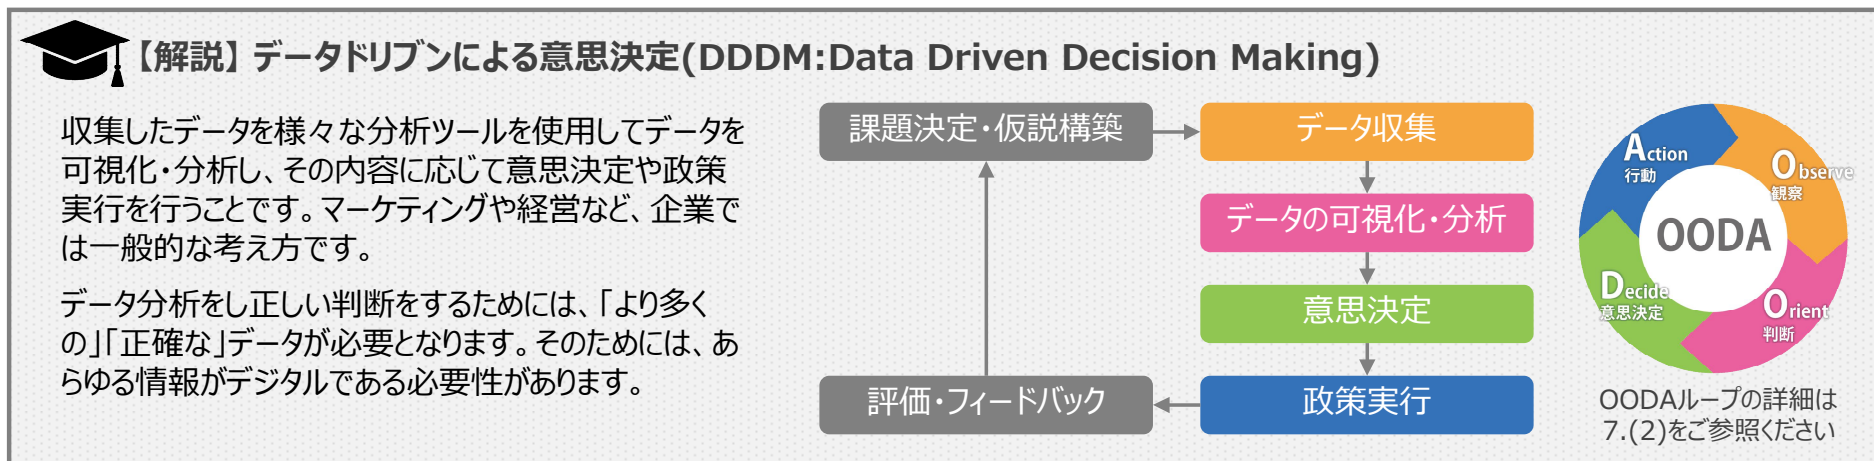 【解説】データドリブンによる意思決定(DDDM:Data Driven Decision Making)
収集したデータを様々な分析ツールを使用してデータを
可視化・分析し、その内容に応じて意思決定や政策
実行を行うことです。マーケティングや経営など、企業で
は一般的な考え方です。
データ分析をし正しい判断をするためには、「より多く
の」「正確な」データが必要となります。そのためには、あ
らゆる情報がデジタルである必要性があります。
課題決定・仮説構築
データ収集
データの可視化・分析
意思決定
政策実行
評価・フィードバック
Action
行動
Observe
観察
OODA
Decide
意思決定
Orient
判断
OODAループの詳細は
7.(2)をご参照ください